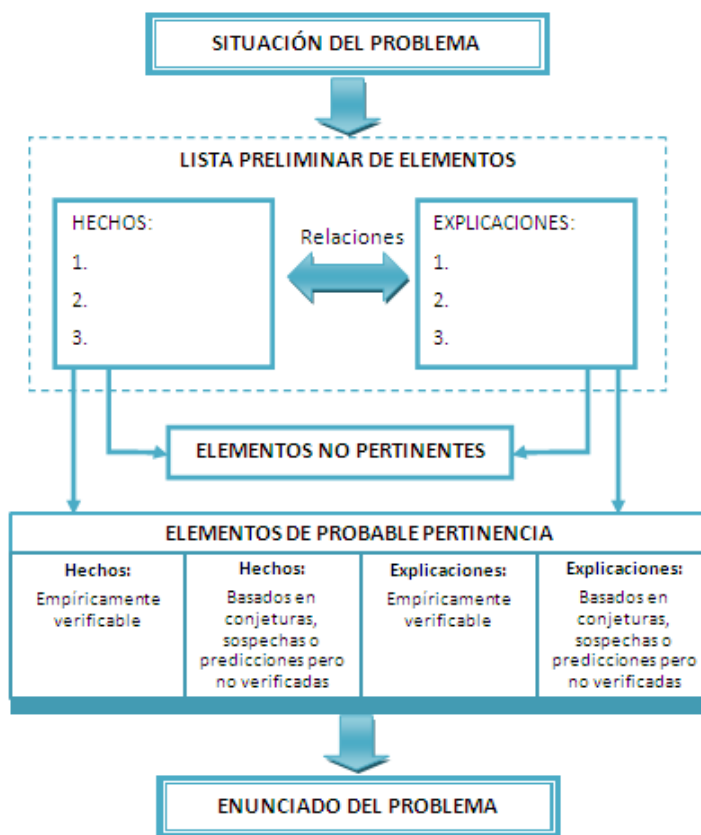 SITUACIÓN DEL PROBLEMA
LISTA PRELIMINAR DE ELEMENTOS
HECHOS:
1.
2.
3.
Relaciones
EXPLICACIONES:
1.
2.
3.
ELEMENTOS NO PERTINENTES
ELEMENTOS DE PROBABLE PERTINENCIA
Hechos:
Empíricamente
verificable
Hechos:
Basados en
conjeturas,
sospechas o
predicciones pero
no verificadas
Explicaciones:
Empíricamente
verificable
Explicaciones:
Basados en
conjeturas,
sospechas o
predicciones pero
no verificadas
ENUNCIADO DEL PROBLEMA